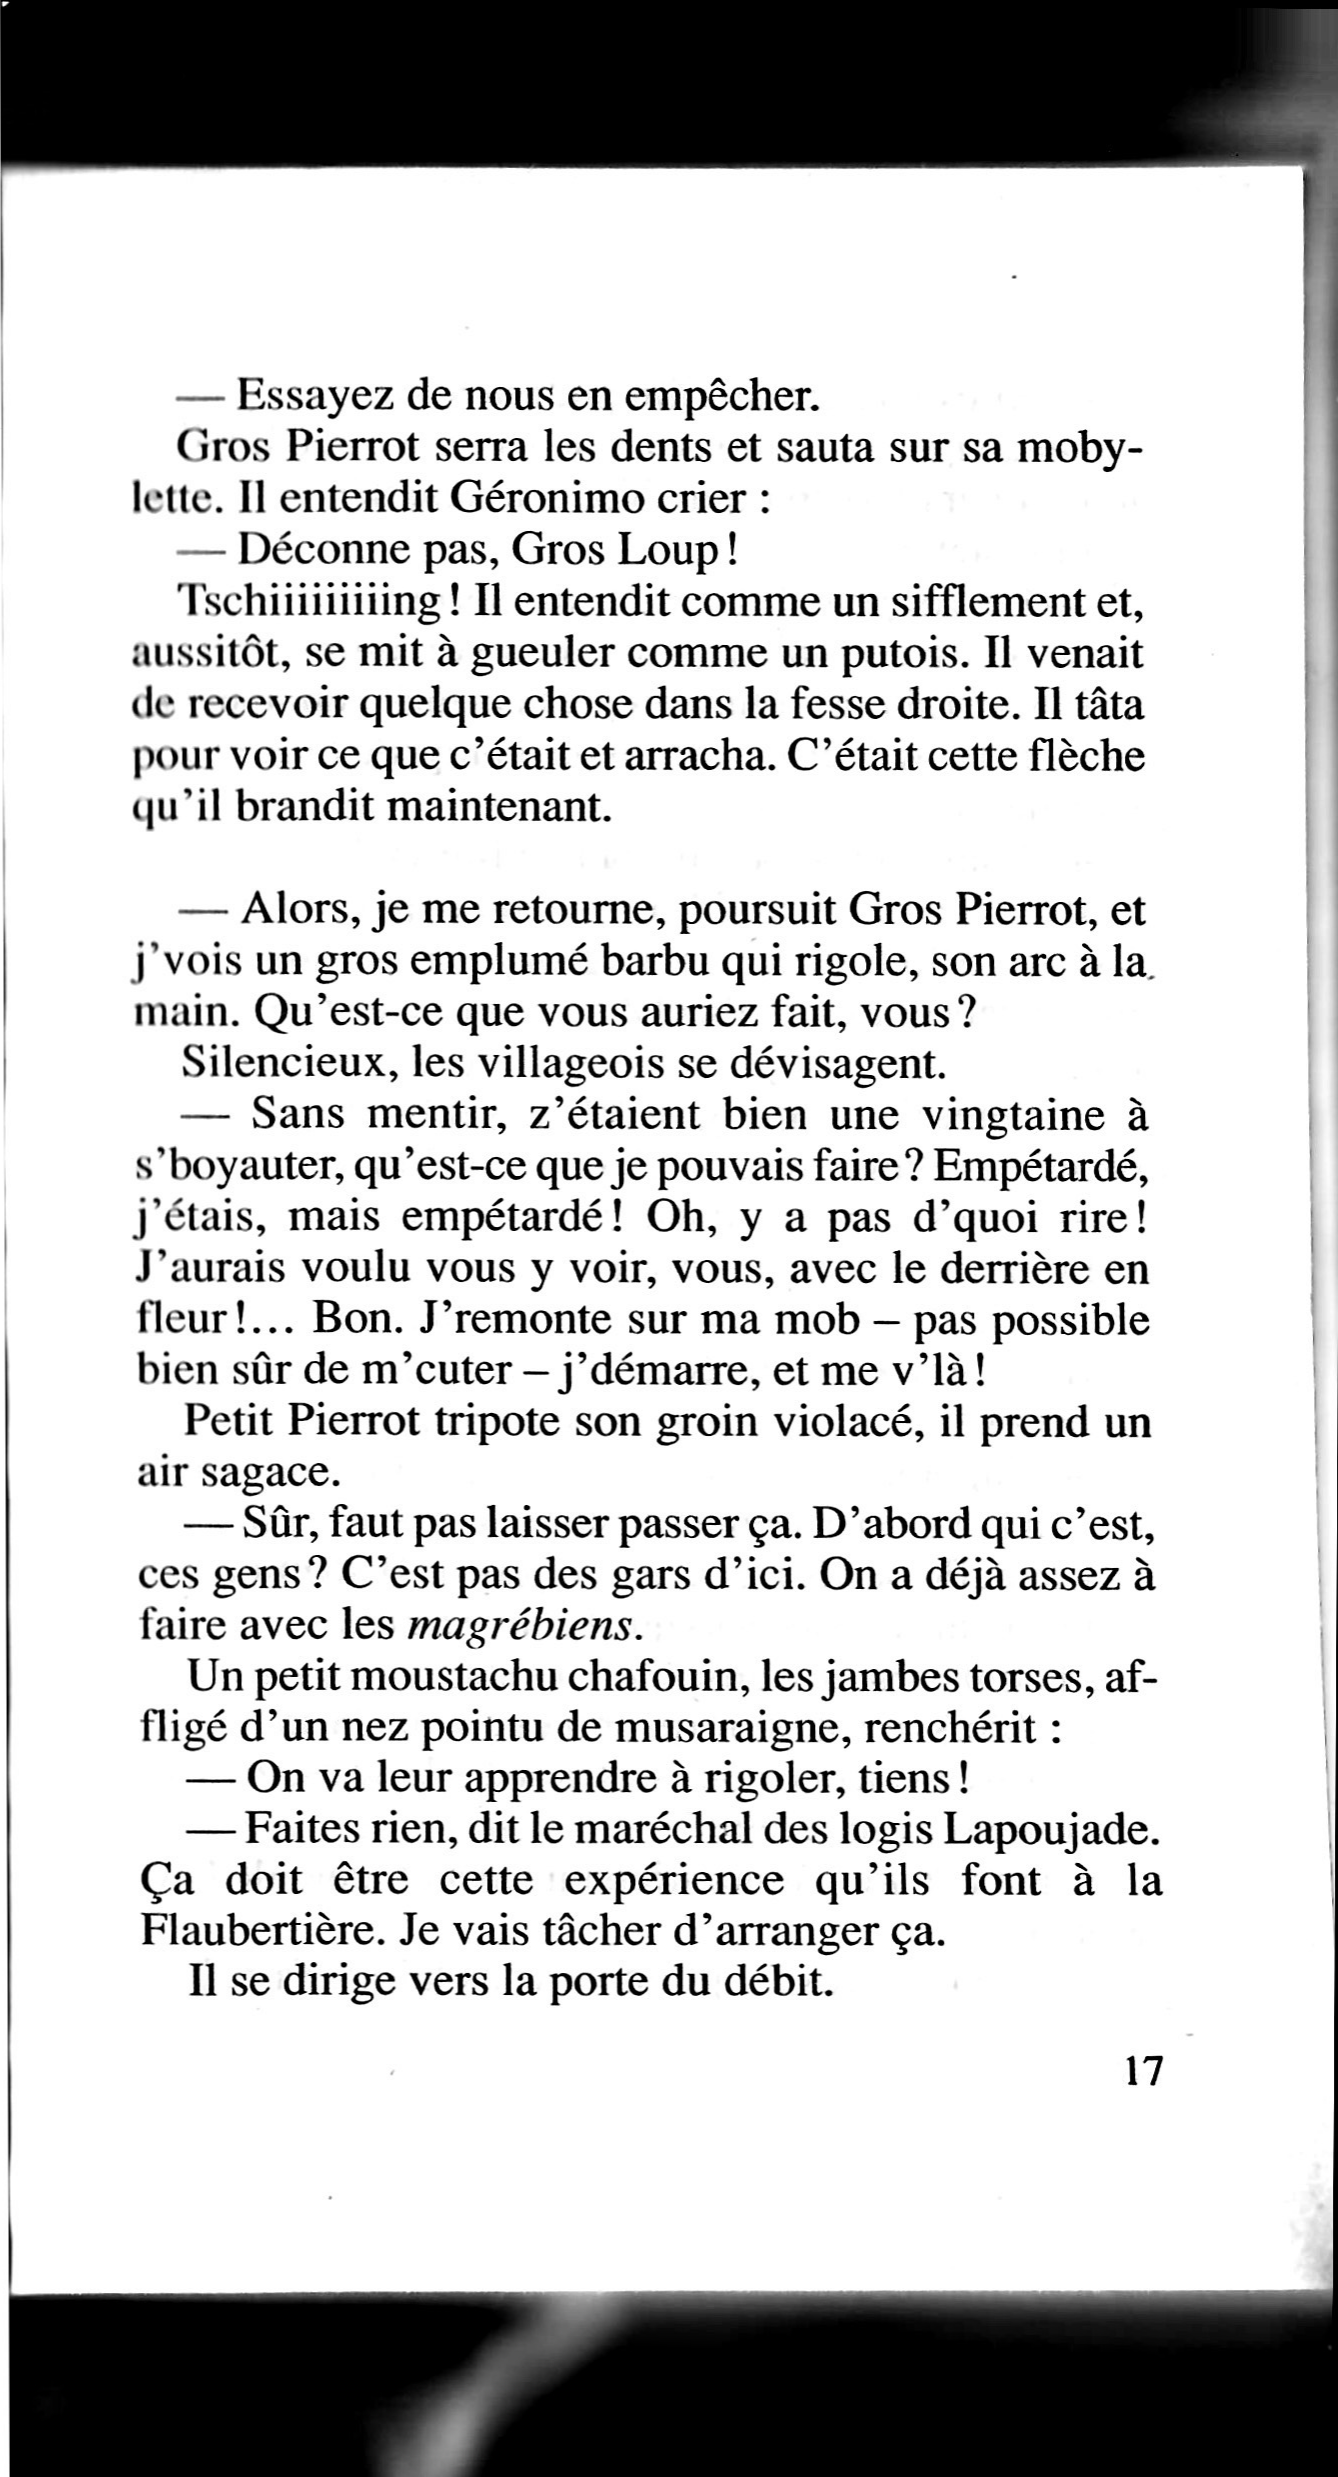 — Essayez de nous en empêcher.
Gros Pierrot serra les dents et sauta sur sa moby-
lette. Il entendit Géronimo crier :
— Déconne pas, Gros Loup !
Tschiiiiiiiiiing ! Il entendit comme un sifflement et,
aussitôt, se mit à gueuler comme un putois. Il venait
de recevoir quelque chose dans la fesse droite. Il tâta
pour voir ce que c’était et arracha. C’était cette flèche
qu’il brandit maintenant.

— Alors, je me retourne, poursuit Gros Pierrot, et
j’vois un gros emplumé barbu qui rigole, son arc à la
main. Qu’est-ce que vous auriez fait, vous ?
Silencieux, les villageois se dévisagent.
— Sans mentir, z’étaient bien une vingtaine à
s’boyauter, qu’est-ce que je pouvais faire ? Empétardé,
j’étais, mais empétardé ! Oh, y a pas d’quoi rire !
J’aurais voulu vous y voir, vous, avec le derrière en
fleur !... Bon. J’remonte sur ma mob – pas possible
bien sûr de m’cuter – j’démarre, et me v’là !
Petit Pierrot tripote son groin violacé, il prend un
air sagace.
— Sûr, faut pas laisser passer ça. D’abord qui c’est,
ces gens ? C’est pas des gars d’ici. On a déjà assez à
faire avec les magrébiens.
Un petit moustachu chafouin, les jambes torses, af-
fligé d’un nez pointu de musaraigne, renchérit :
— On va leur apprendre à rigoler, tiens !
— Faites rien, dit le maréchal des logis Lapoujade.
Ça doit être cette expérience qu’ils font à la
Flaubertière. Je vais tâcher d’arranger ça.
Il se dirige vers la porte du débit.
17